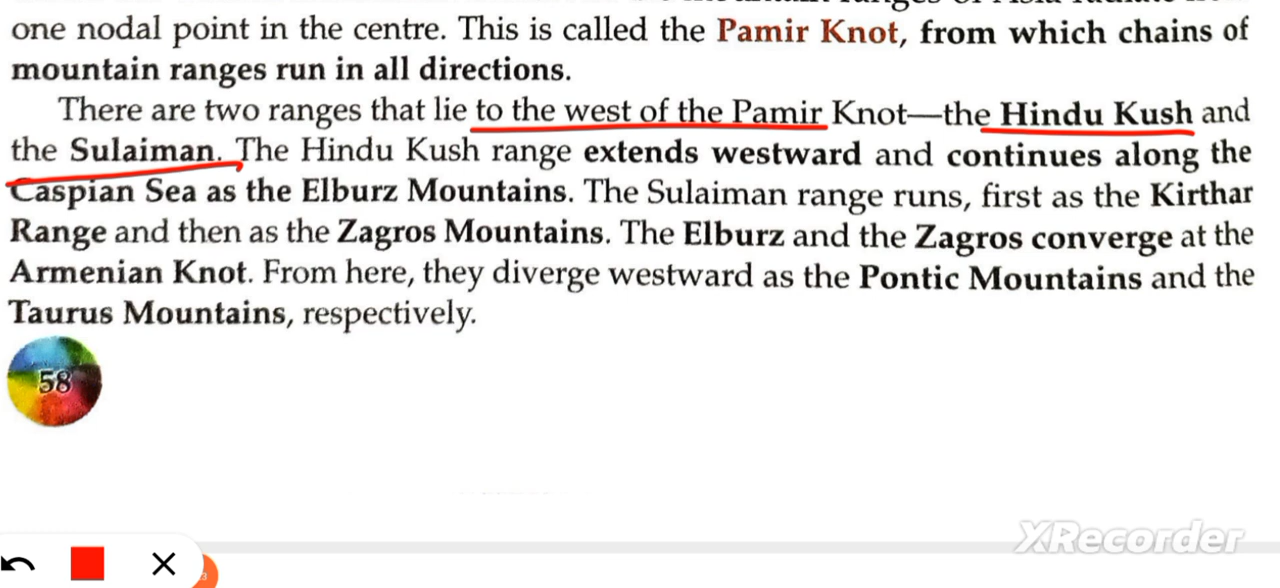 one nodal point in the centre. This is called the Pamir Knot, from which chains of
mountain ranges run in all directions.
There are two ranges that lie to the west of the Pamir Knot—the Hindu Kush and
the Sulaiman. The Hindu Kush range extends westward and continues along the
Caspian Sea as the Elburz Mountains. The Sulaiman range runs, first as the Kirthar
Range and then as the Zagros Mountains. The Elburz and the Zagros converge at the
Armenian Knot. From here, they diverge westward as the Pontic Mountains and the
Taurus Mountains, respectively.
58
XRecorder